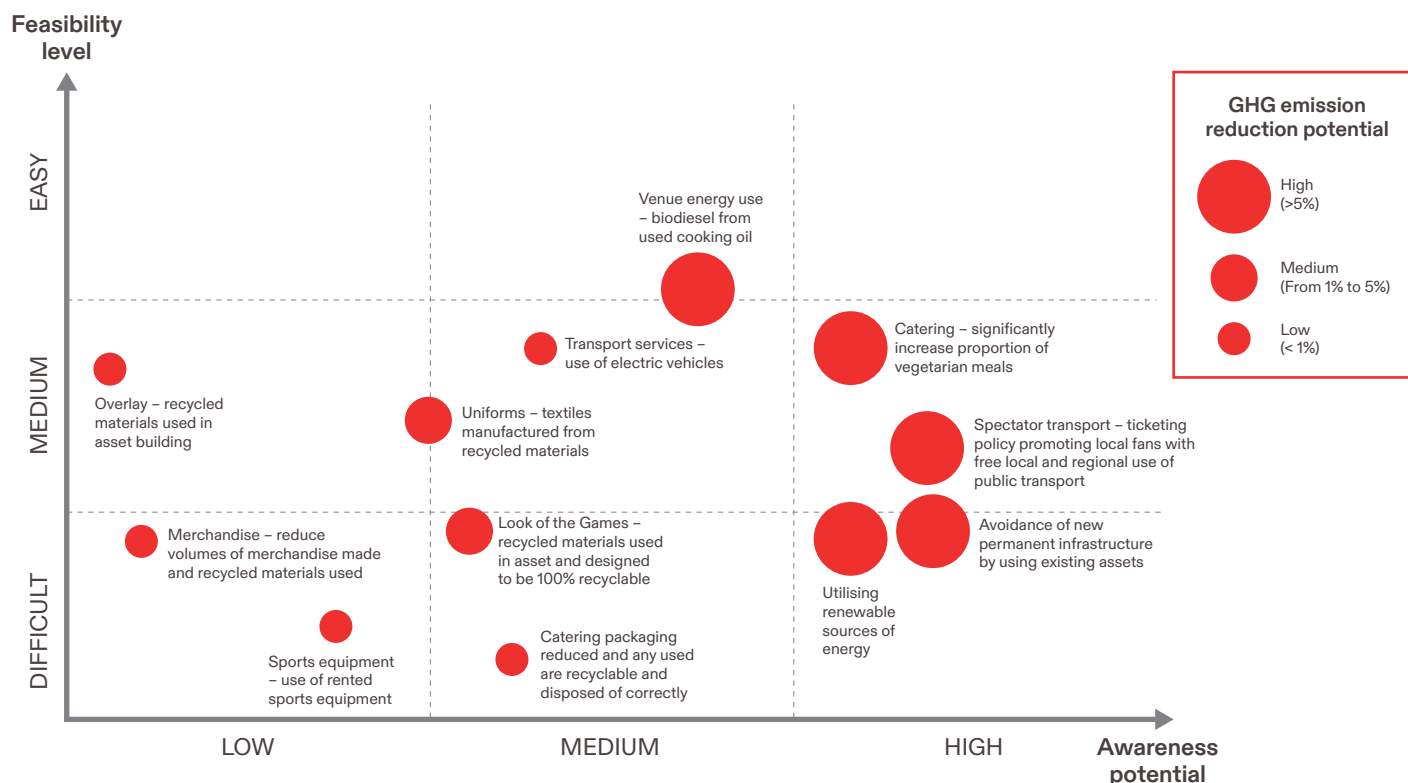 Feasibility
level
EASY
MEDIUM
DIFFICULT
GHG emission
reduction potential
High
(>5%)
Medium
(From 1% to 5%)
Low
(< 1%)
Venue energy use
– biodiesel from
used cooking oil
Transport services –
use of electric vehicles
Catering – significantly
increase proportion of
vegetarian meals
Overlay – recycled
materials used in
asset building
Uniforms – textiles
manufactured from
recycled materials
Spectator transport – ticketing
policy promoting local fans with
free local and regional use of
public transport
Merchandise – reduce
volumes of merchandise made
and recycled materials used
Look of the Games –
recycled materials used
in asset and designed
to be 100% recyclable
Avoidance of new
permanent infrastructure
by using existing assets
Utilising
renewable
sources of
energy
Sports equipment
– use of rented
sports equipment
Catering packaging
reduced and any used
are recyclable and
disposed of correctly
LOW
MEDIUM
HIGH
Awareness
potential